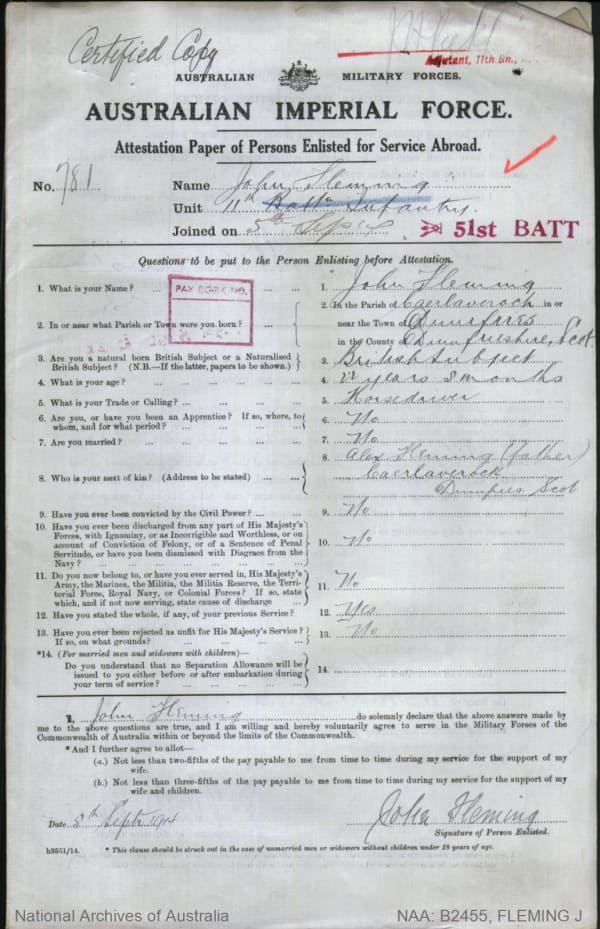 Certified Copy
Adjutant, 11th Bn.,
AUSTRALIAN MILITARY FORCES.
AUSTRALIAN IMPERIAL FORCE.
Attestation Paper of Persons Enlisted for Service Abroad.
No. 781 Name John Fleming
Unit 11th Battn Infantry.
Joined on 5th Sept 14 51st BATT
Questions to be put to the Person Enlisting before Attestation.
1. What is your Name? ... 1. John Fleming
PAY BOOK NO.
2. In or near what Parish or Town were you born? ... 2. In the Parish of Caerlaverock in or
near the Town of Dumfries
in the County of Dumfriesshire, Scot
3. Are you a natural born British Subject or a Naturalised British Subject? (N.B.—If the latter, papers to be shown.) 3. British Subject
4. What is your age? ... 4. years 8 months
5. What is your Trade or Calling? ... 5. Horsedriver
6. Are you, or have you been an Apprentice? If so, where, to whom, and for what period? ... 6. No
7. Are you married? ... 7. No
8. Who is your next of kin? (Address to be stated) ... 8. Alex Fleming (father)
Caerlaverock
Dumfries Scot
9. Have you ever been convicted by the Civil Power? ... 9. No
10. Have you ever been discharged from any part of His Majesty's
Forces, with Ignominy, or as Incorrigible and Worthless, or on
account of Conviction of Felony, or of a Sentence of Penal
Servitude, or have you been dismissed with Disgrace from the
Navy? ... 10. No
11. Do you now belong to, or have you ever served in, His Majesty's
Army, the Marines, the Militia, the Militia Reserve, the Terri-
torial Force, Royal Navy, or Colonial Forces? If so, state
which, and if not now serving, state cause of discharge ... 11. No
12. Have you stated the whole, if any, of your previous Service? 12. Yes
13. Have you ever been rejected as unfit for His Majesty's Service?
If so, on what grounds? ... 13. No
*14. (For married men and widowers with children)—
Do you understand that no Separation Allowance will be
issued to you either before or after embarkation during
your term of service? ... 14.
I, John Fleming do solemnly declare that the above answers made by
me to the above questions are true, and I am willing and hereby voluntarily agree to serve in the Military Forces of the
Commonwealth of Australia within or beyond the limits of the Commonwealth.
* And I further agree to allot—
(a.) Not less than two-fifths of the pay payable to me from time to time during my service for the support of my
wife.
(b.) Not less than three-fifths of the pay payable to me from time to time during my service for the support of my
wife and children.
Date 8th Sept 1914 John Fleming
Signature of Person Enlisted.
b3551/14. * This clause should be struck out in the case of unmarried men or widowers without children under 18 years of age.
National Archives of Australia NAA: B2455, FLEMING J